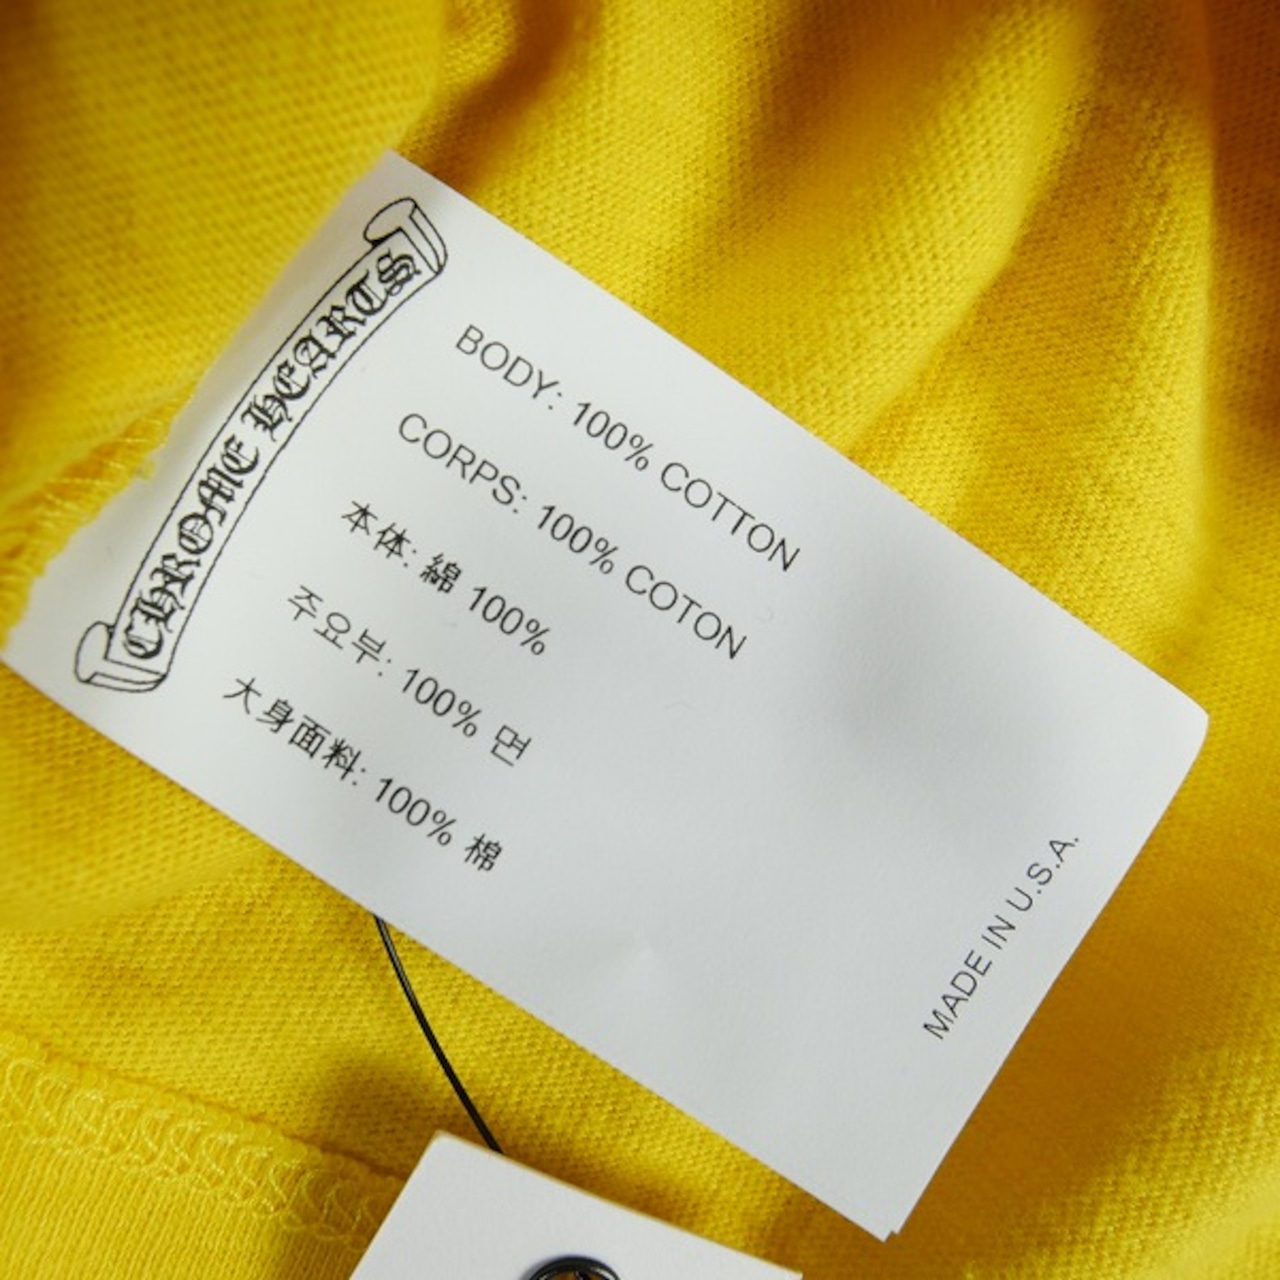 CHROME HEARTS
BODY: 100% COTTON
CORPS: 100% COTON
本体: 綿 100%
주요부: 100% 면
大身面料: 100% 棉
MADE IN U.S.A.